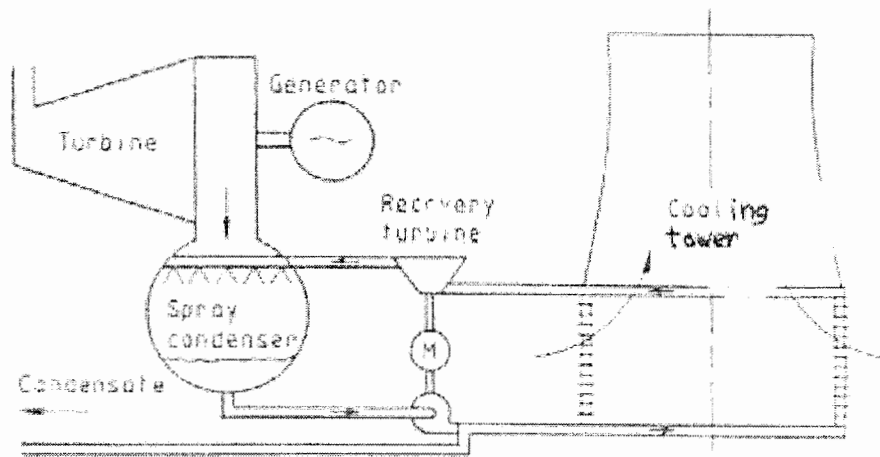 Generator
Turbine
Recovery
turbine
Cooling
tower
Spray
condenser
M
Condensate